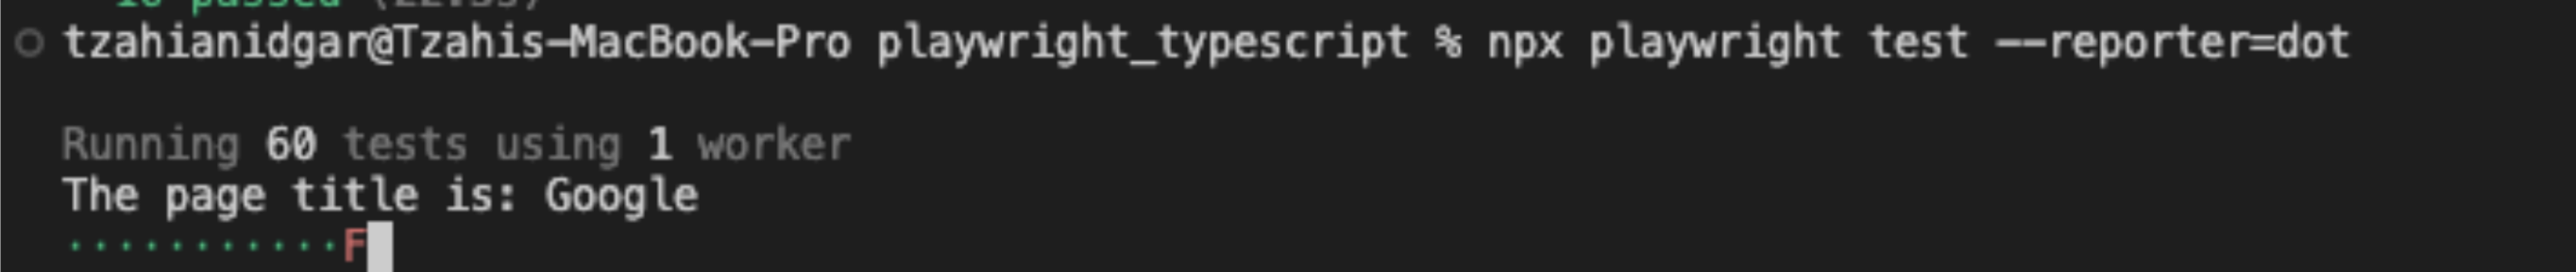 tzahianidgar@Tzahis-MacBook-Pro playwright_typescript % npx playwright test --reporter=dot
Running 60 tests using 1 worker
The page title is: Google
···········F